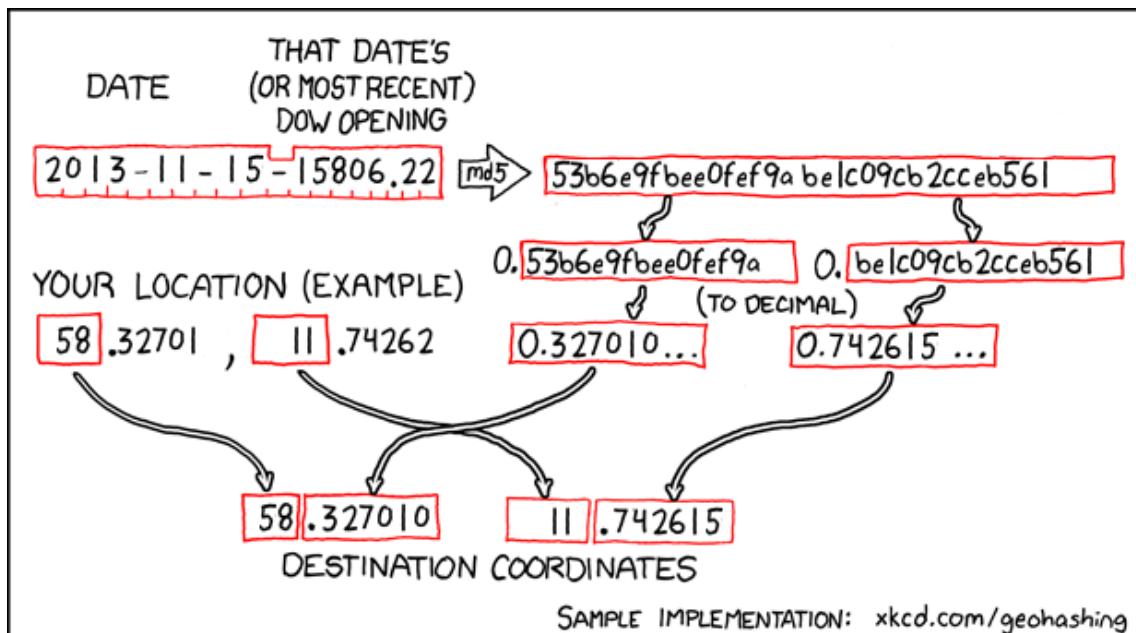 THAT DATE'S
DATE (OR MOST RECENT)
DOW OPENING
2013-11-15-15806.22 md5 53b6e9fbee0fef9abe1c09cb2cceb561
0.53b6e9fbee0fef9a 0.be1c09cb2cceb561
YOUR LOCATION (EXAMPLE) (TO DECIMAL)
58.32701, 11.74262 0.327010... 0.742615...
58.327010 11.742615
DESTINATION COORDINATES
SAMPLE IMPLEMENTATION: xkcd.com/geohashing